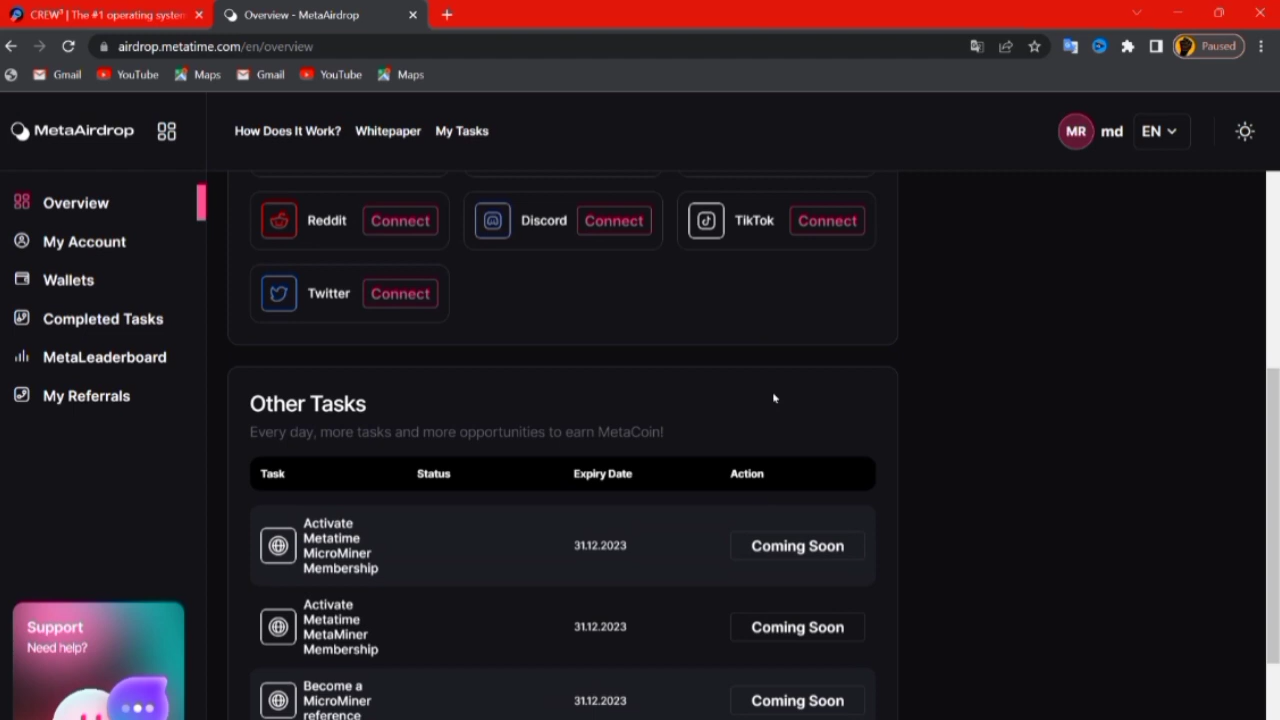 CREW³ | The #1 operating system
Overview - MetaAirdrop
airdrop.metatime.com/en/overview
Paused
Gmail YouTube Maps Gmail YouTube Maps
MetaAirdrop
How Does It Work? Whitepaper My Tasks
MR md EN
Overview
My Account
Wallets
Completed Tasks
MetaLeaderboard
My Referrals
Support
Need help?
Reddit Connect
Discord Connect
TikTok Connect
Twitter Connect
Other Tasks
Every day, more tasks and more opportunities to earn MetaCoin!
Task Status Expiry Date Action
Activate
Metatime
MicroMiner
Membership
31.12.2023
Coming Soon
Activate
Metatime
MetaMiner
Membership
31.12.2023
Coming Soon
Become a
MicroMiner
reference
31.12.2023
Coming Soon